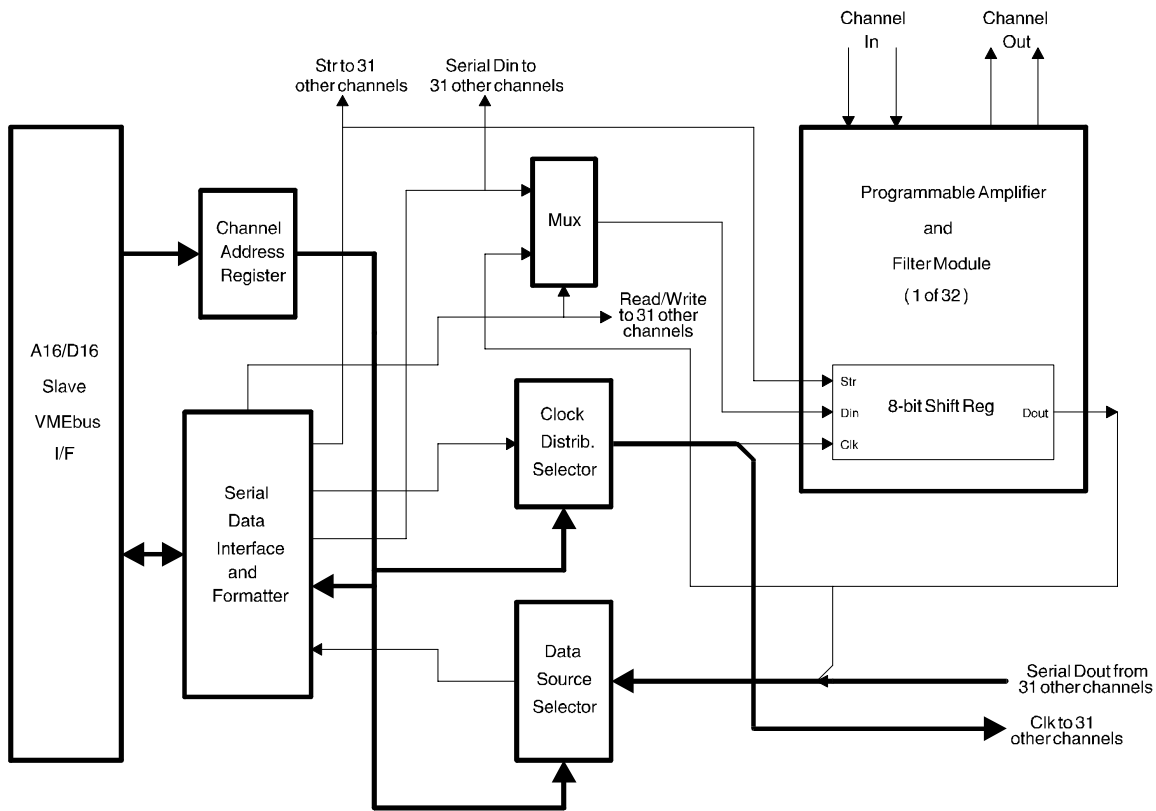 Channel
In
Channel
Out
Str to 31
other channels
Serial Din to
31 other channels
Programmable Amplifier
and
Filter Module
( 1 of 32 )
Channel
Address
Register
Mux
Read/Write
to 31 other
channels
A16/D16
Slave
VMEbus
I/F
Str
Din
Clk
8-bit Shift Reg
Dout
Clock
Distrib.
Selector
Serial
Data
Interface
and
Formatter
Data
Source
Selector
Serial Dout from
31 other channels
Clk to 31
other channels